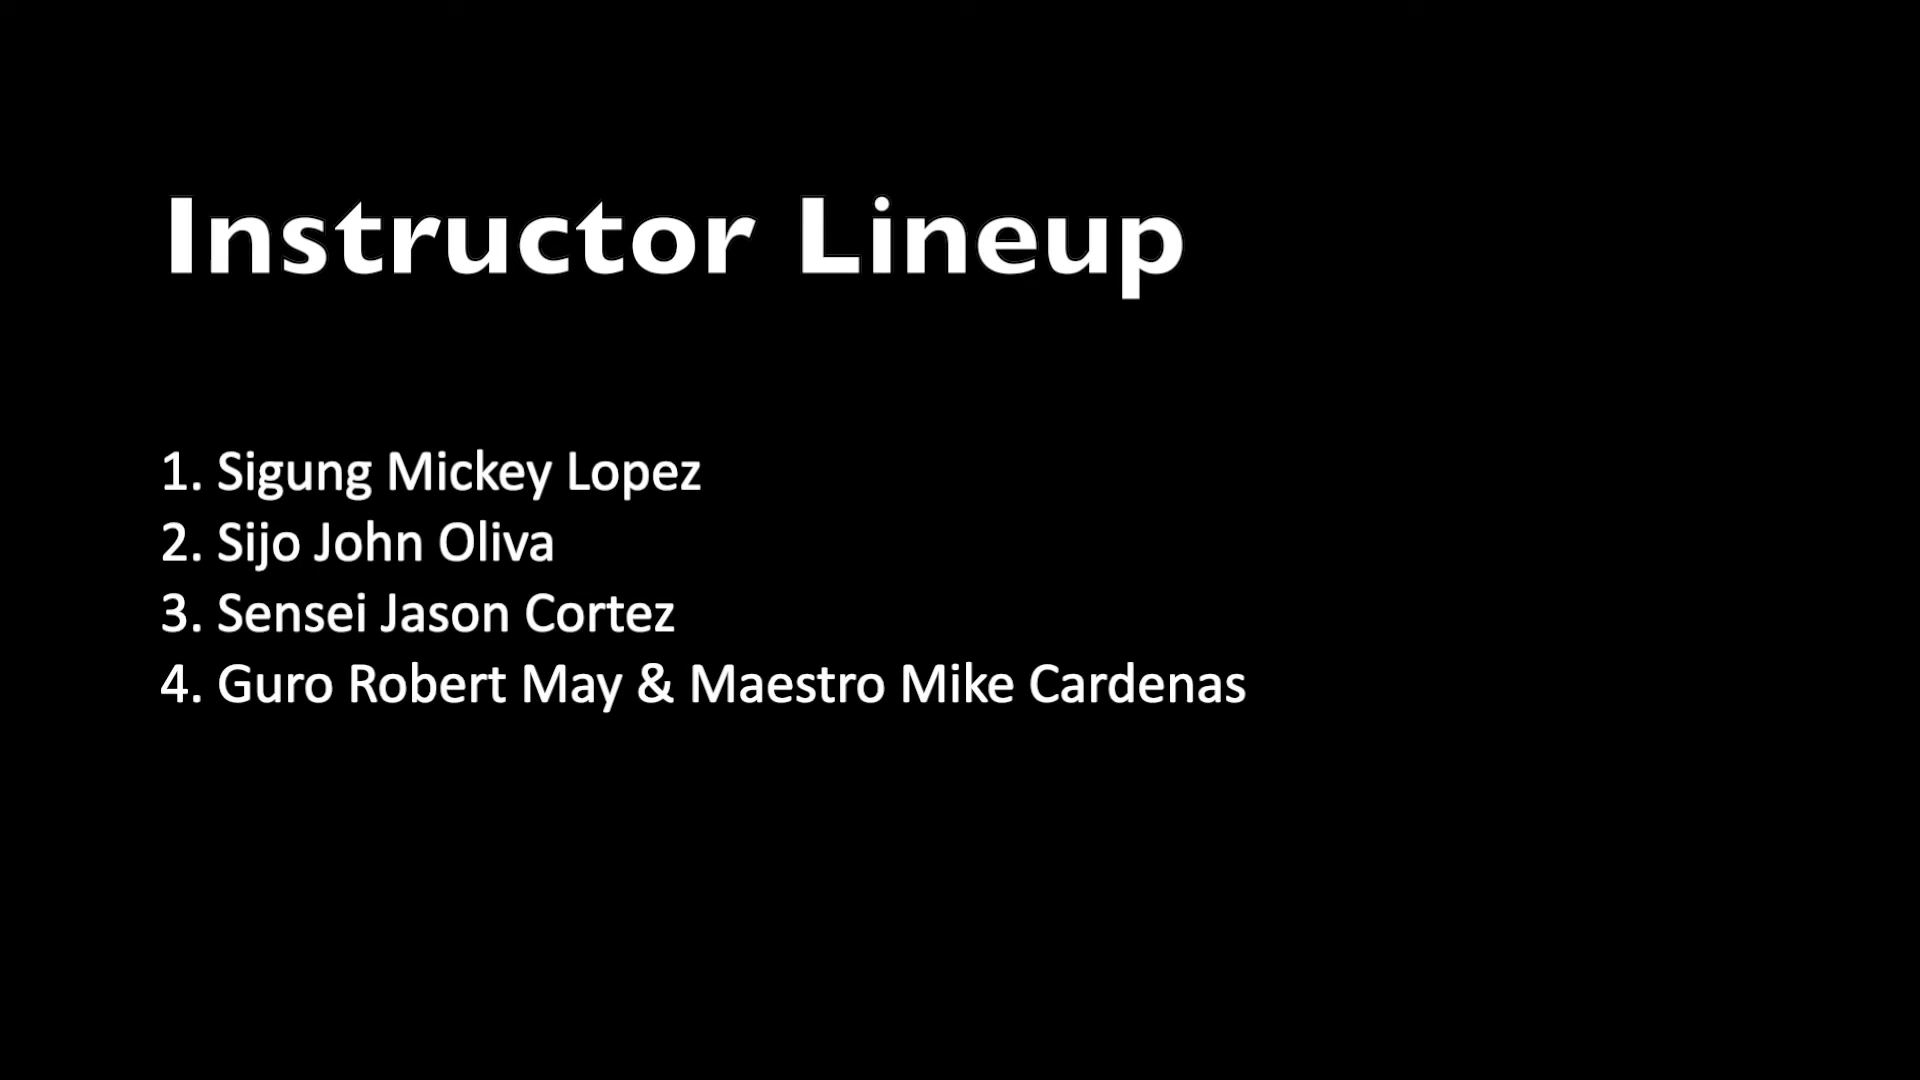 Instructor Lineup
1. Sigung Mickey Lopez
2. Sijo John Oliva
3. Sensei Jason Cortez
4. Guro Robert May & Maestro Mike Cardenas